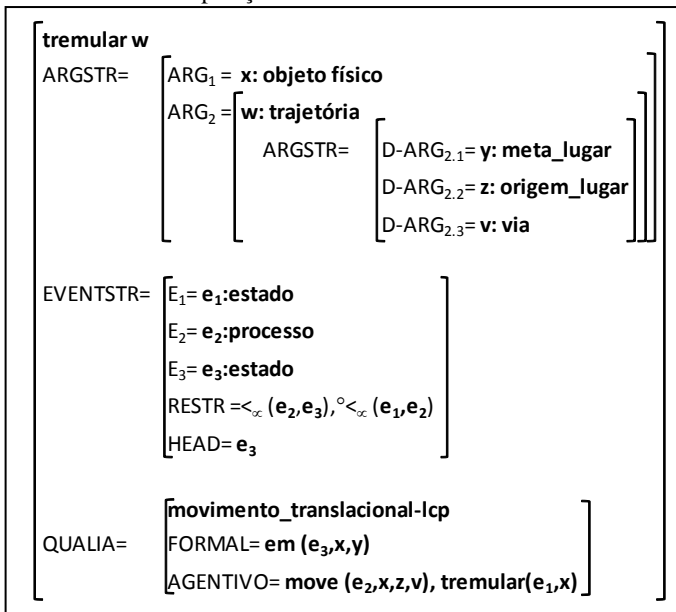 tremular w
ARGSTR= ARG₁ = x: objeto físico
ARG₂ = w: trajetória
ARGSTR= D-ARG₂.₁= y: meta_lugar
D-ARG₂.₂= z: origem_lugar
D-ARG₂.₃= v: via
EVENTSTR= E₁= e₁:estado
E₂= e₂:processo
E₃= e₃:estado
RESTR =<∝ (e₂,e₃),°<∝ (e₁,e₂)
HEAD= e₃
movimento_translacional-lcp
QUALIA= FORMAL= em (e₃,x,y)
AGENTIVO= move (e₂,x,z,v), tremular(e₁,x)